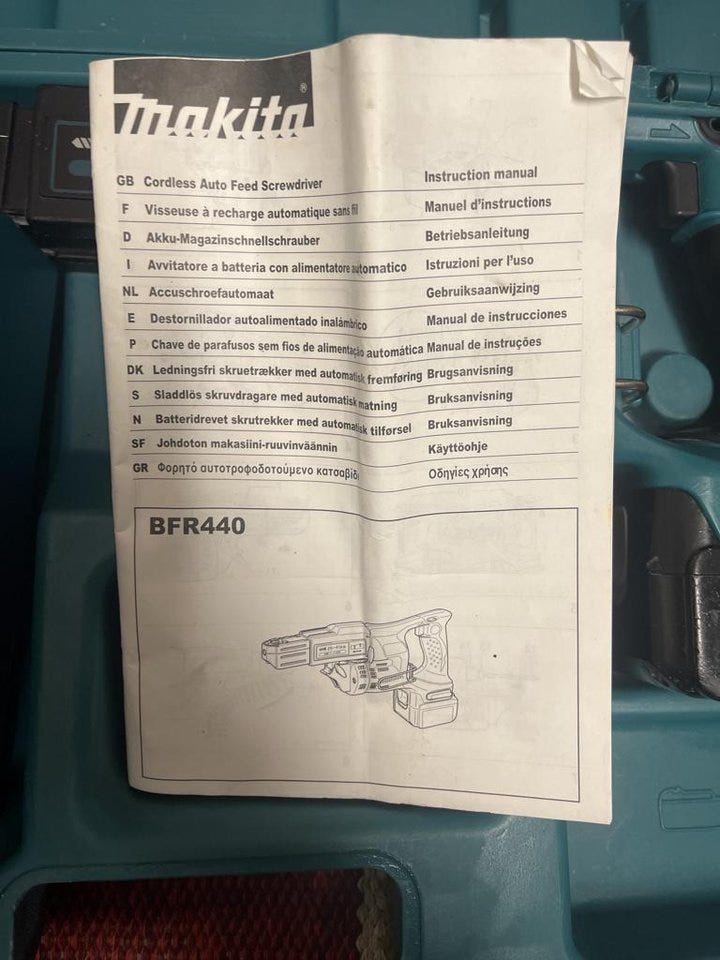 makita®
GB Cordless Auto Feed Screwdriver Instruction manual
F Visseuse à recharge automatique sans fil Manuel d'instructions
D Akku-Magazinschnellschrauber Betriebsanleitung
I Avvitatore a batteria con alimentatore automatico Istruzioni per l'uso
NL Accuschroefautomaat Gebruiksaanwijzing
E Destornillador autoalimentado inalámbrico Manual de instrucciones
P Chave de parafusos sem fios de alimentação automática Manual de instruções
DK Ledningsfri skruetrækker med automatisk fremføring Brugsanvisning
S Sladdlös skruvdragare med automatisk matning Bruksanvisning
N Batteridrevet skrutrekker med automatisk tilførsel Bruksanvisning
SF Johdoton makasiini-ruuvinväännin Käyttöohje
GR Φορητό αυτοτροφοδοτούμενο Οδηγίες χρήσης
BFR440